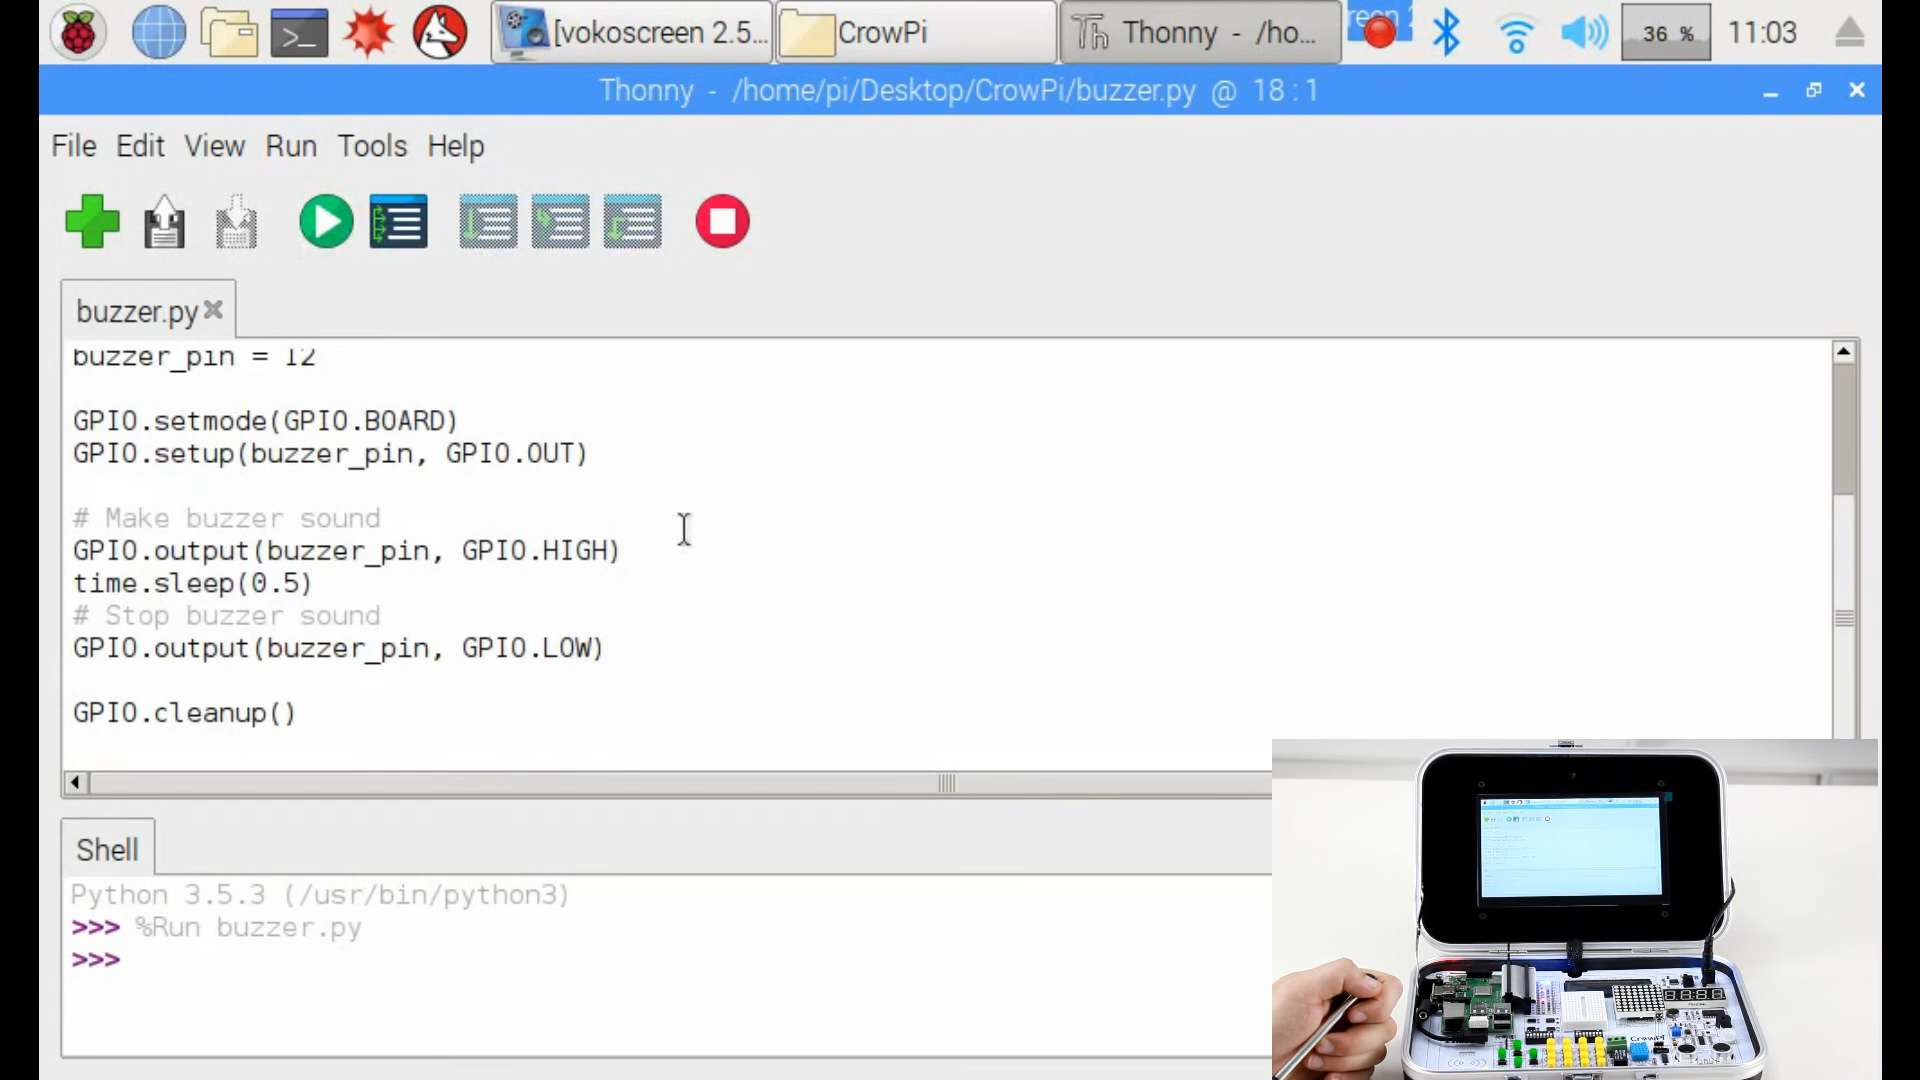 [vokoscreen 2.5...
CrowPi
Thonny - /ho...
36 %
11:03
Thonny - /home/pi/Desktop/CrowPi/buzzer.py @ 18 : 1
File Edit View Run Tools Help
buzzer.py
buzzer_pin = 12
GPIO.setmode(GPIO.BOARD)
GPIO.setup(buzzer_pin, GPIO.OUT)
# Make buzzer sound
GPIO.output(buzzer_pin, GPIO.HIGH)
time.sleep(0.5)
# Stop buzzer sound
GPIO.output(buzzer_pin, GPIO.LOW)
GPIO.cleanup()
Shell
Python 3.5.3 (/usr/bin/python3)
>>> %Run buzzer.py
>>>
CrowPi